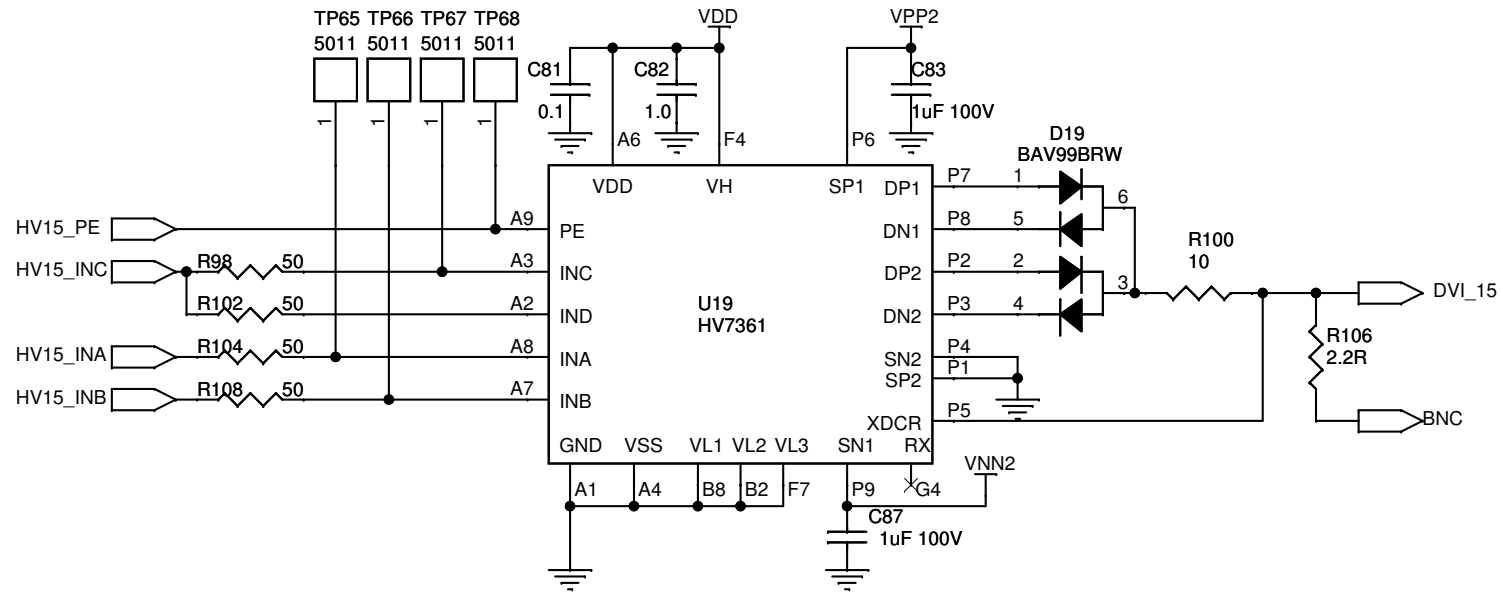 TP65 TP66 TP67 TP68
5011 5011 5011 5011
1 1 1 1
VDD
VPP2
C81
0.1
C82
1.0
C83
1uF 100V
A6
F4
P6
D19
BAV99BRW
VDD
VH
SP1
HV15_PE
A9
PE
HV15_INC
R98
50
A3
INC
R102
50
A2
IND
HV15_INA
R104
50
A8
INA
HV15_INB
R108
50
A7
INB
U19
HV7361
DP1
P7
1
DN1
P8
5
6
DP2
P2
2
DN2
P3
4
3
SN2
P4
SP2
P1
XDCR
P5
RX
R100
10
DVI_15
R106
2.2R
BNC
GND
VSS
VL1
VL2
VL3
SN1
A1
A4
B8
B2
F7
P9
G4
VNN2
C87
1uF 100V